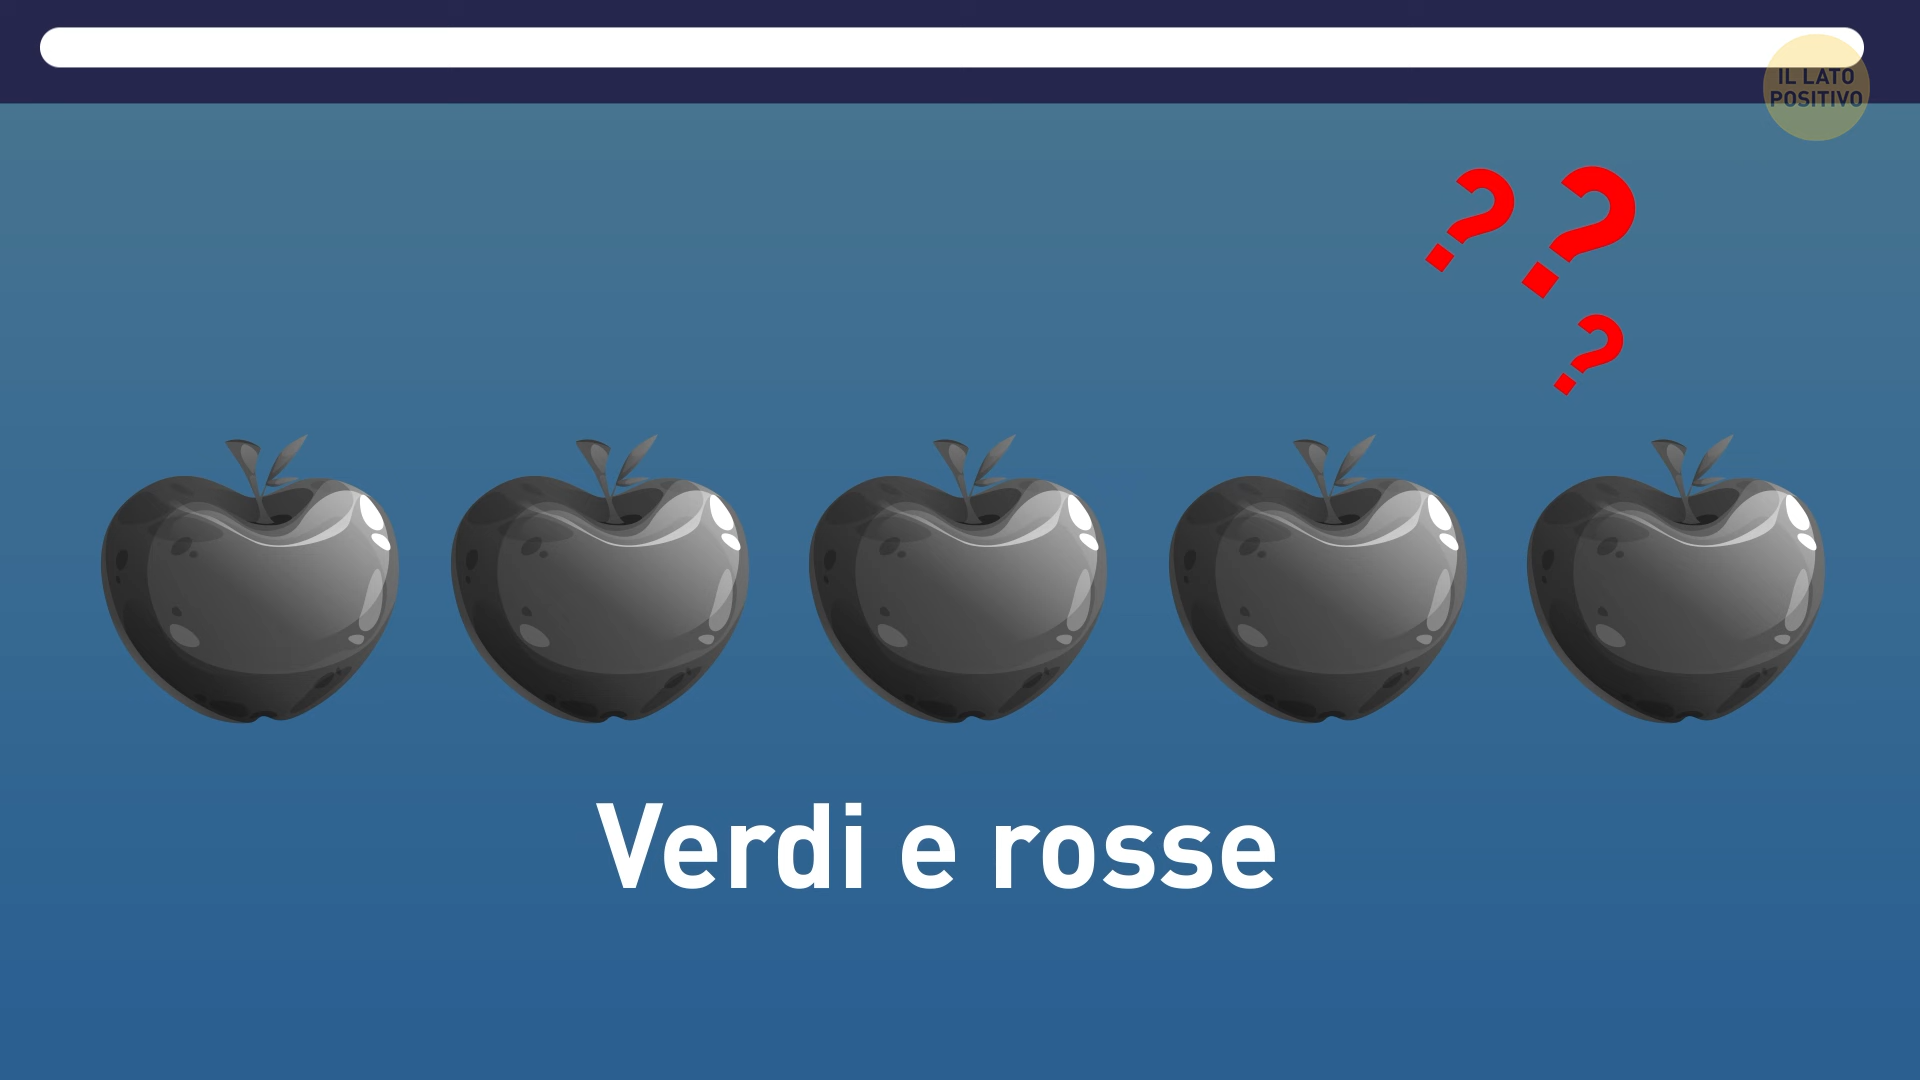 IL LATO
POSITIVO
? ?
?
Verdi e rosse